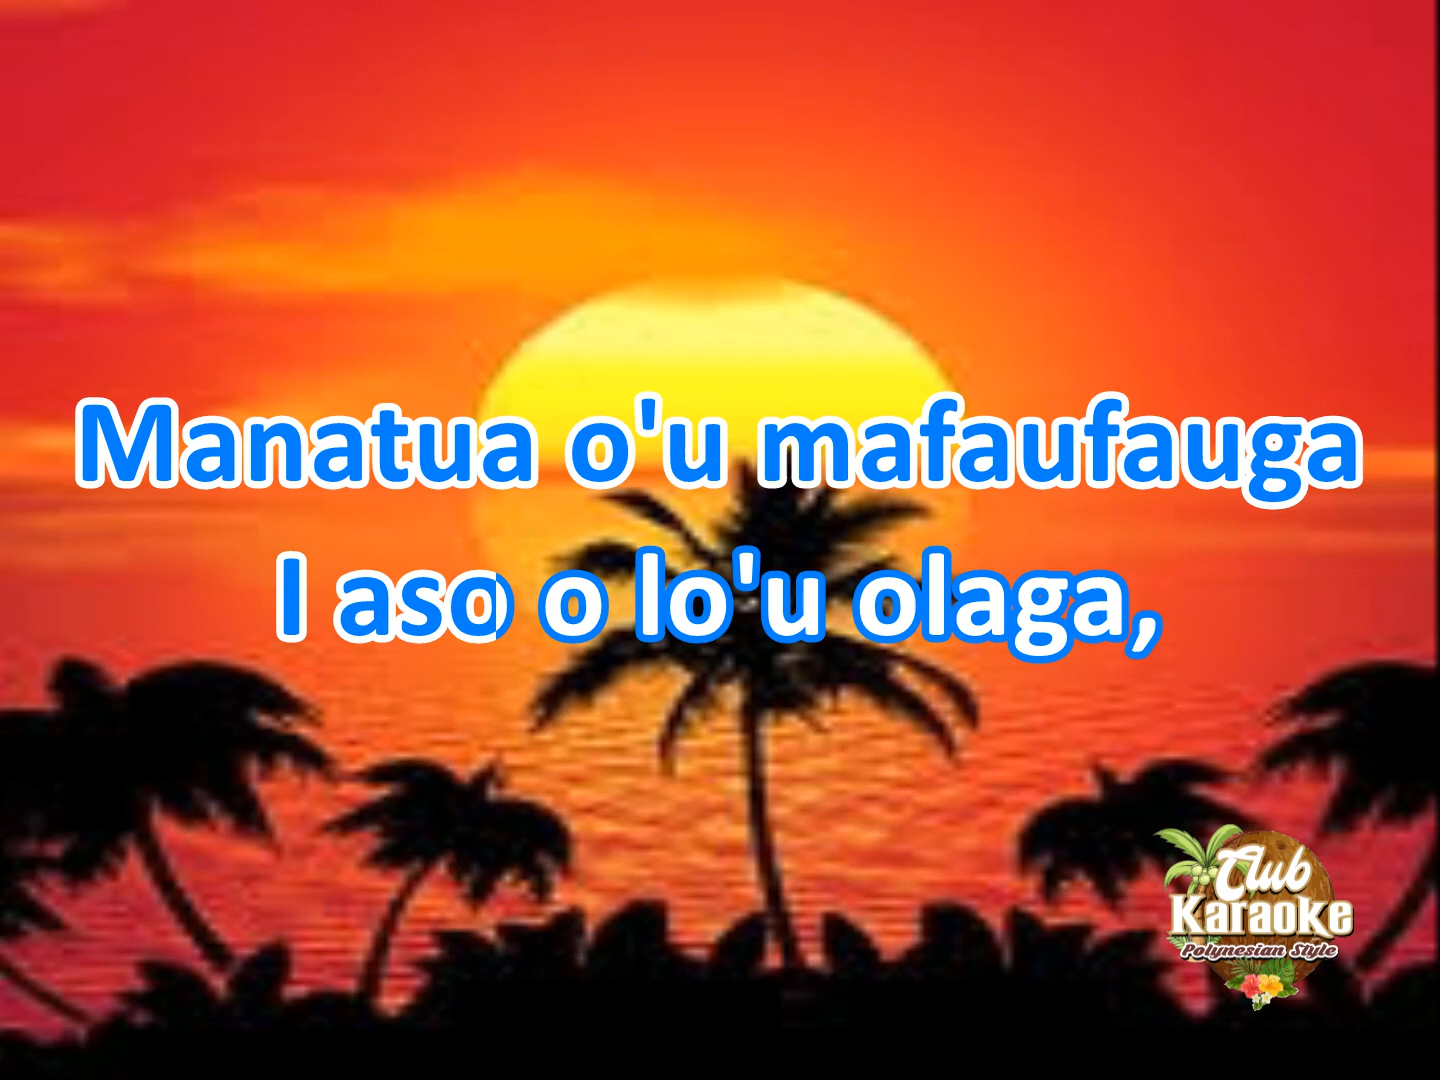 Manatua o'u mafaufauga
I aso o lo'u olaga,
Club
Karaoke
Polynesian Style